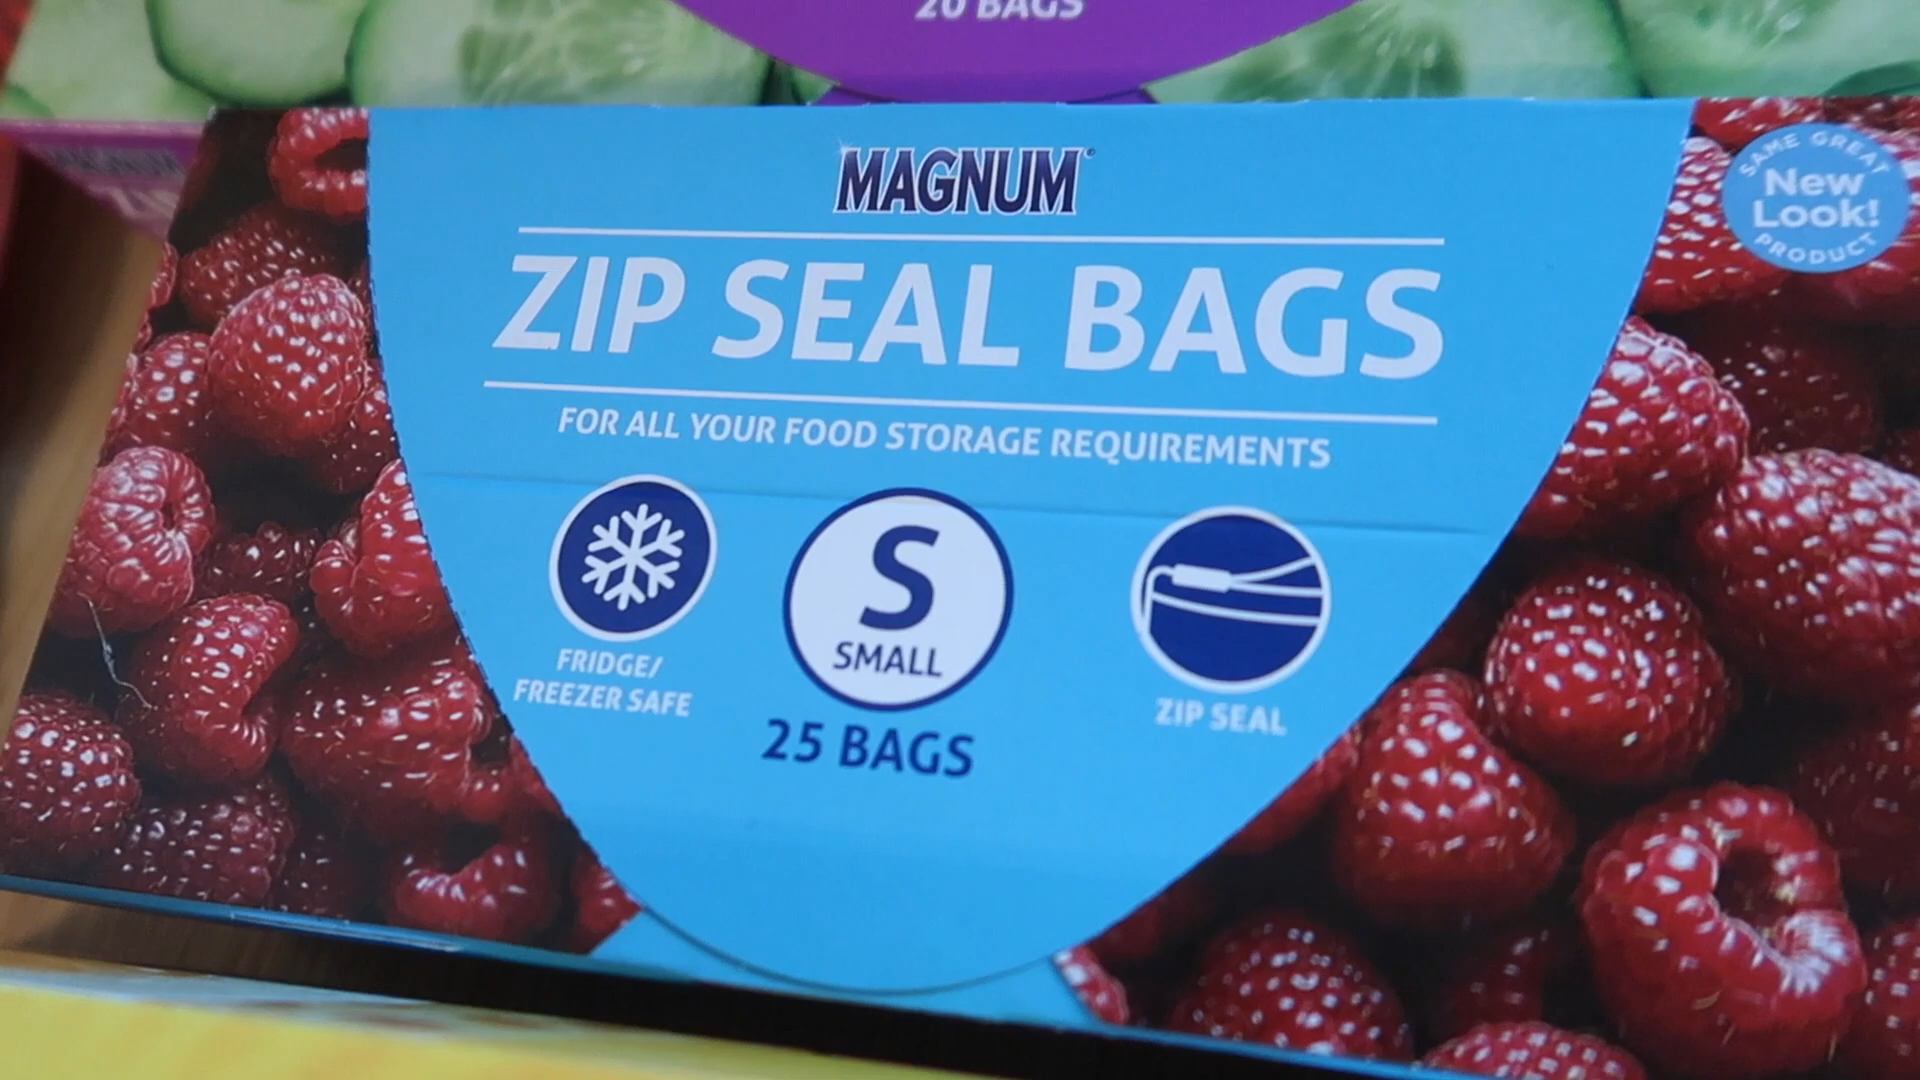 20 BAGS
MAGNUM®
ZIP SEAL BAGS
FOR ALL YOUR FOOD STORAGE REQUIREMENTS
SAME GREAT
New
Look!
PRODUCT
FRIDGE/
FREEZER SAFE
S
SMALL
25 BAGS
ZIP SEAL